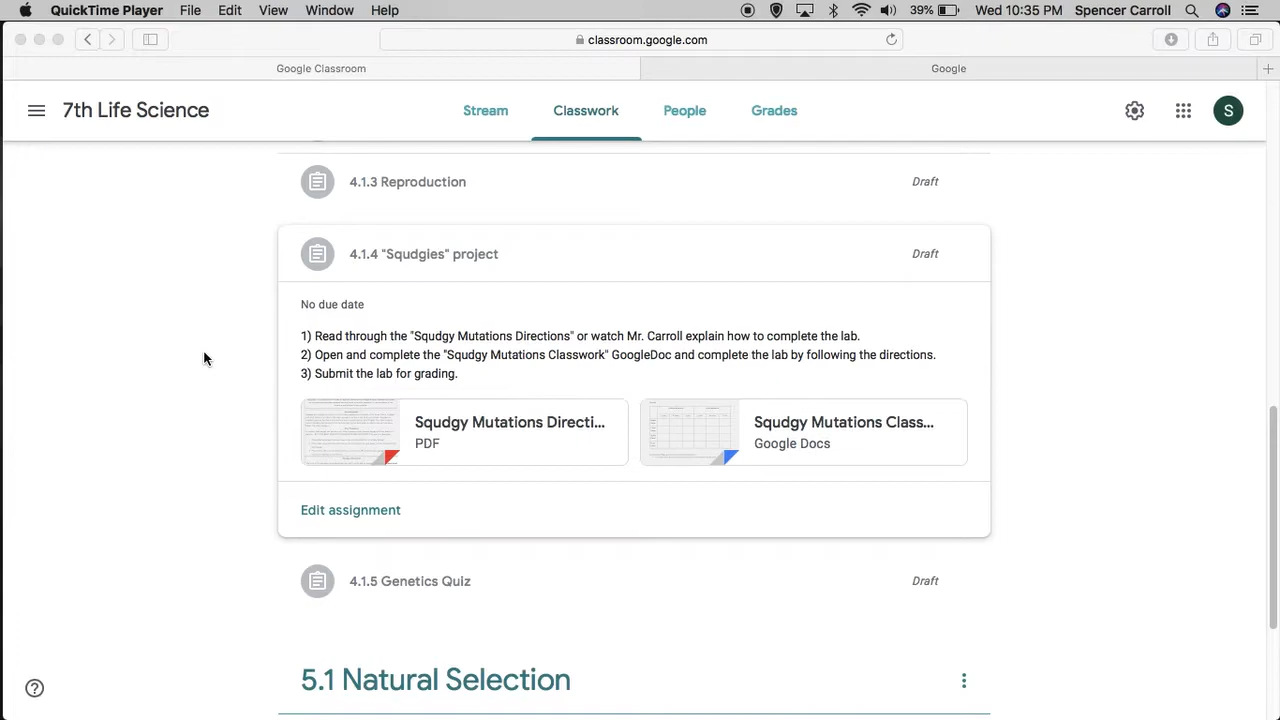 QuickTime Player File Edit View Window Help 39% Wed 10:35 PM Spencer Carroll
classroom.google.com
Google Classroom Google
7th Life Science Stream Classwork People Grades S
4.1.3 Reproduction Draft
4.1.4 "Squdgies" project Draft
No due date
1) Read through the "Squdgy Mutations Directions" or watch Mr. Carroll explain how to complete the lab.
2) Open and complete the "Squdgy Mutations Classwork" GoogleDoc and complete the lab by following the directions.
3) Submit the lab for grading.
Squdgy Mutations Directi... Squdgy Mutations Class...
PDF Google Docs
Edit assignment
4.1.5 Genetics Quiz Draft
5.1 Natural Selection